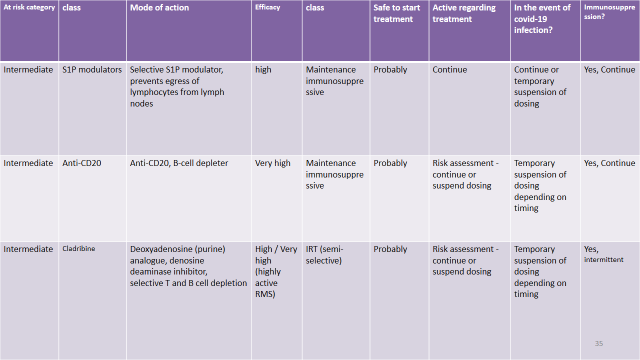 At risk category
class
Mode of action
Efficacy
class
Safe to start
treatment
Active regarding
treatment
In the event of
covid-19
infection?
Immunosuppre
ssion?
Intermediate
S1P modulators
Selective S1P modulator,
prevents egress of
lymphocytes from lymph
nodes
high
Maintenance
immunosuppre
ssive
Probably
Continue
Continue or
temporary
suspension of
dosing
Yes, Continue
Intermediate
Anti-CD20
Anti-CD20, B-cell depleter
Very high
Maintenance
immunosuppre
ssive
Probably
Risk assessment -
continue or
suspend dosing
Temporary
suspension of
dosing
depending on
timing
Yes, Continue
Intermediate
Cladribine
Deoxyadenosine (purine)
analogue, denosine
deaminase inhibitor,
selective T and B cell depletion
High / Very
high
(highly
active
RMS)
IRT (semi-
selective)
Probably
Risk assessment -
continue or
suspend dosing
Temporary
suspension of
dosing
depending on
timing
Yes,
intermittent
35